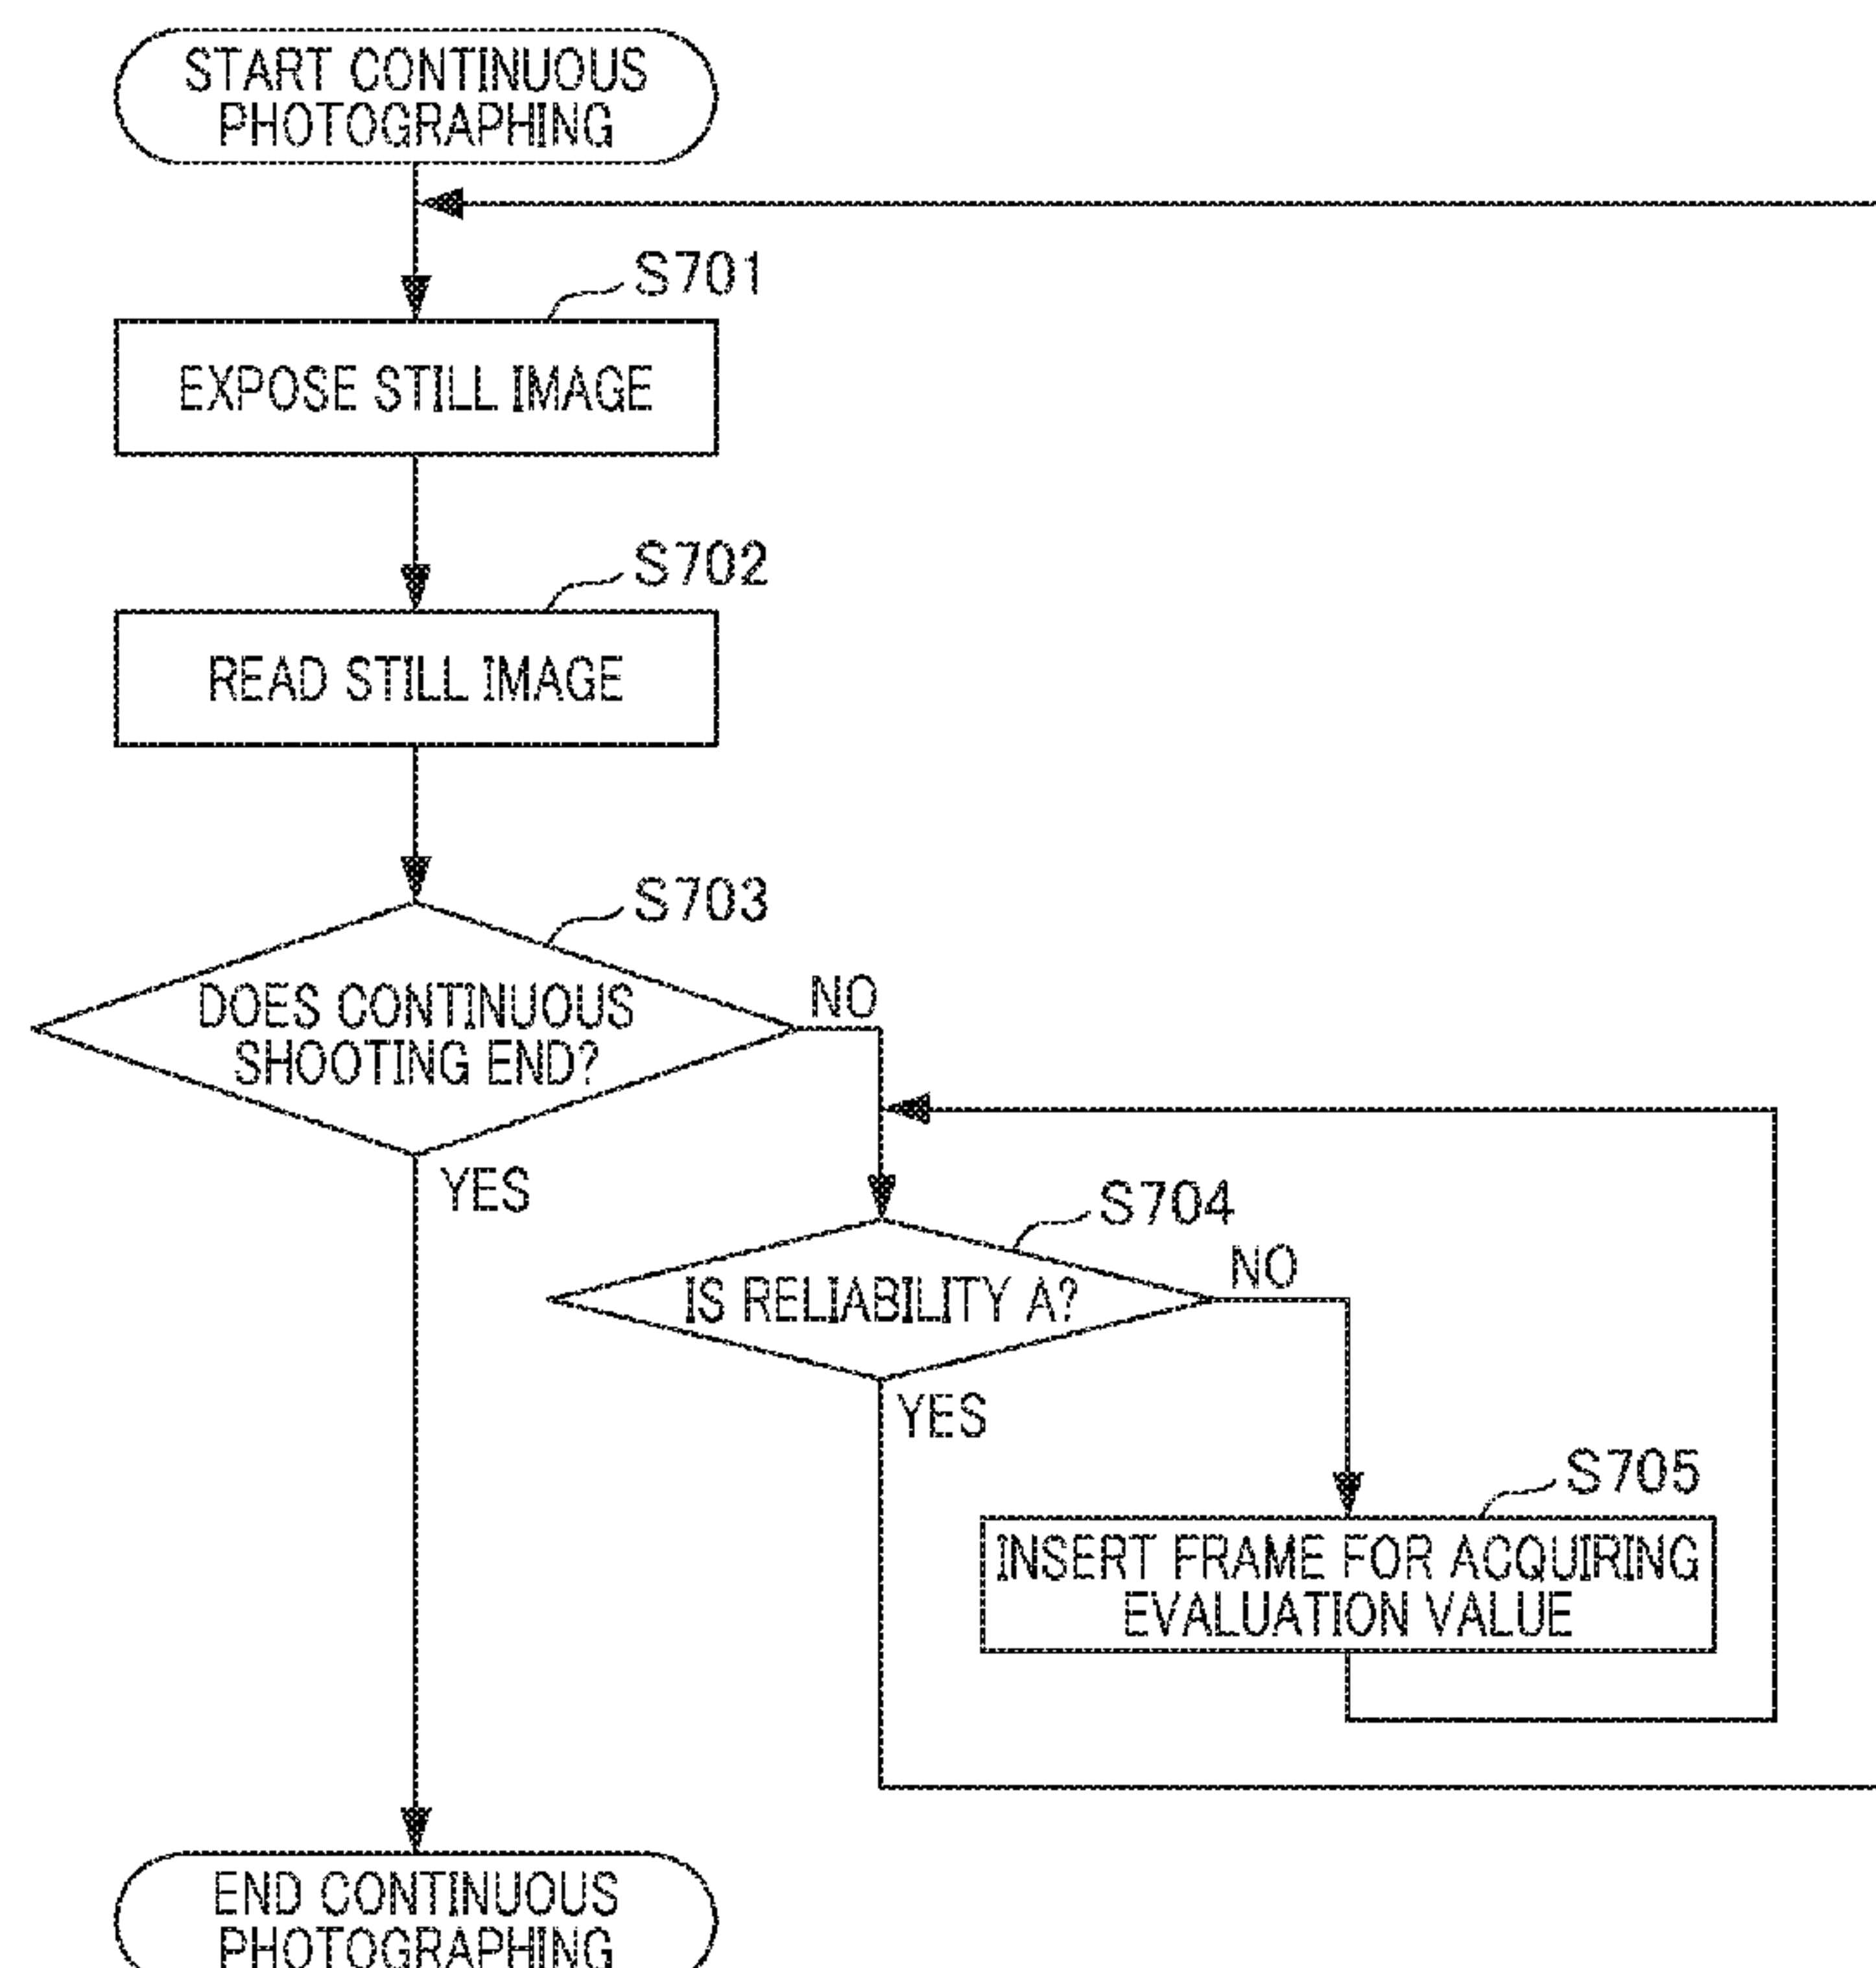 START CONTINUOUS
PHOTOGRAPHING
S701
EXPOSE STILL IMAGE
S702
READ STILL IMAGE
S703
DOES CONTINUOUS
SHOOTING END?
NO
YES
S704
IS RELIABILITY A?
NO
YES
S705
INSERT FRAME FOR ACQUIRING
EVALUATION VALUE
END CONTINUOUS
PHOTOGRAPHING